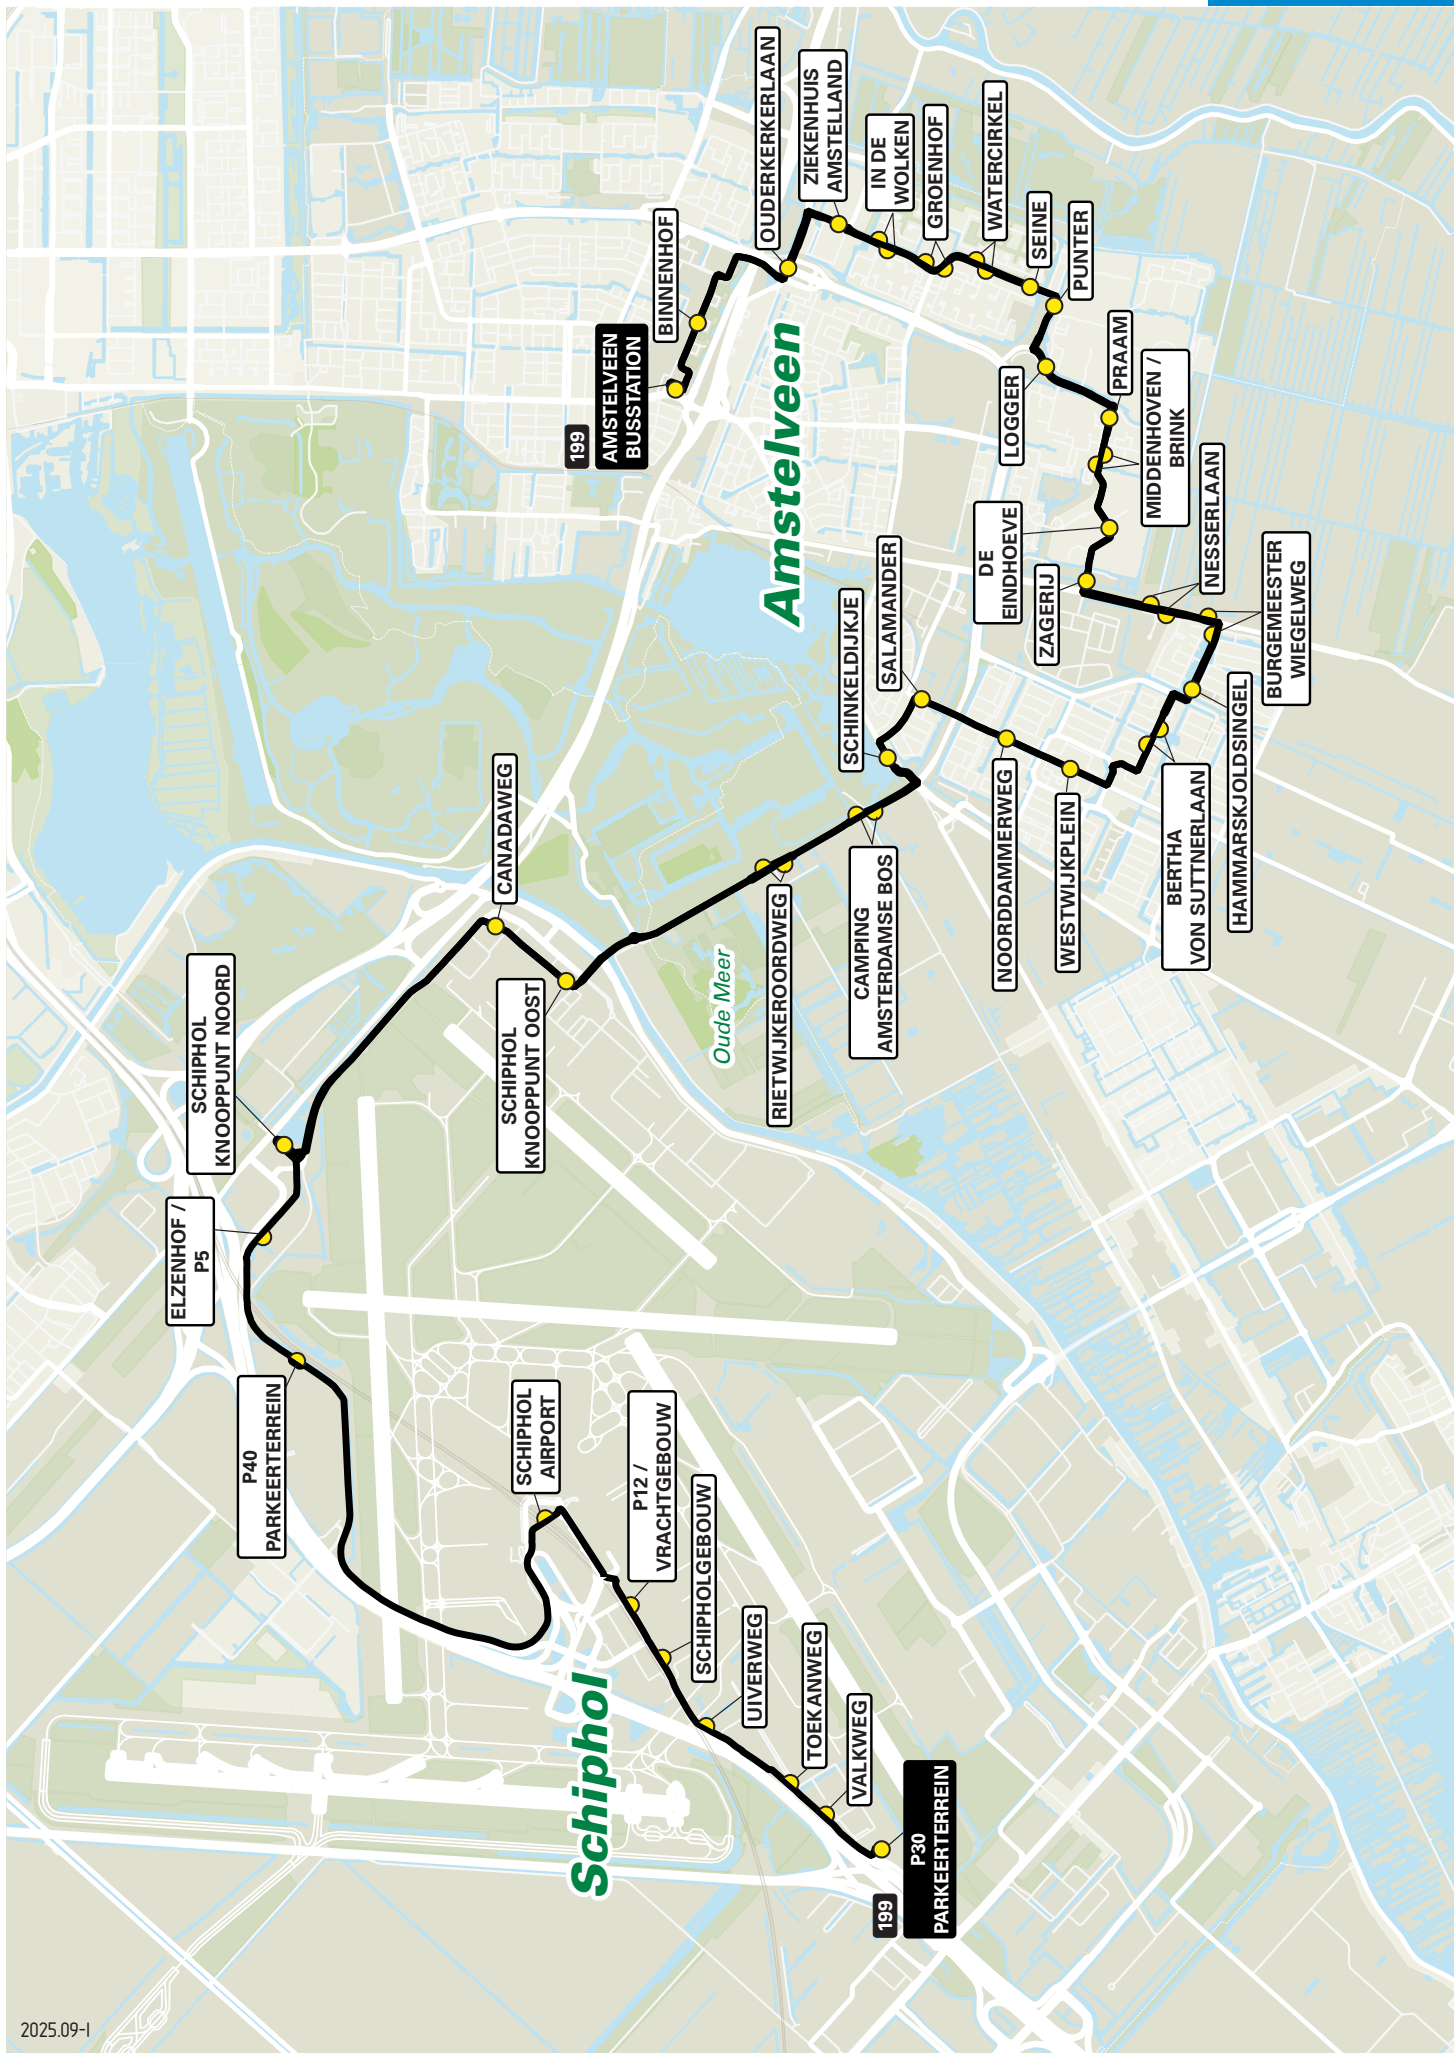 199
AMSTELVEEN
BUSSTATION
BINNENHOF
OUDERKERKERLAAN
ZIEKENHUIS
AMSTELLAND
IN DE
WOLKEN
GROENHOF
WATERCIRKEL
SEINE
PUNTER
LOGGER
PRAAM
MIDDENHOVEN /
BRINK
DE
EINDHOEVE
ZAGERIJ
NESSERLAAN
BURGEMEESTER
WIEGELWEG
HAMMARSKJOLDSINGEL
BERTHA
VON SUTTNERLAAN
WESTWIJKPLEIN
NOORDDAMMERWEG
SALAMANDER
SCHINKELDIJKJE
CAMPING
AMSTERDAMSE BOS
RIETWIJKEROORDWEG
SCHIPHOL
KNOOPPUNT OOST
CANADAWEG
SCHIPHOL
KNOOPPUNT NOORD
ELZENHOF /
P5
P40
PARKEERTERREIN
SCHIPHOL
AIRPORT
P12 /
VRACHTGEBOUW
SCHIPHOLGEBOUW
UIVERWEG
TOEKANWEG
VALKWEG
199
P30
PARKEERTERREIN
Amstelveen
Oude Meer
Schiphol
2025.09-I